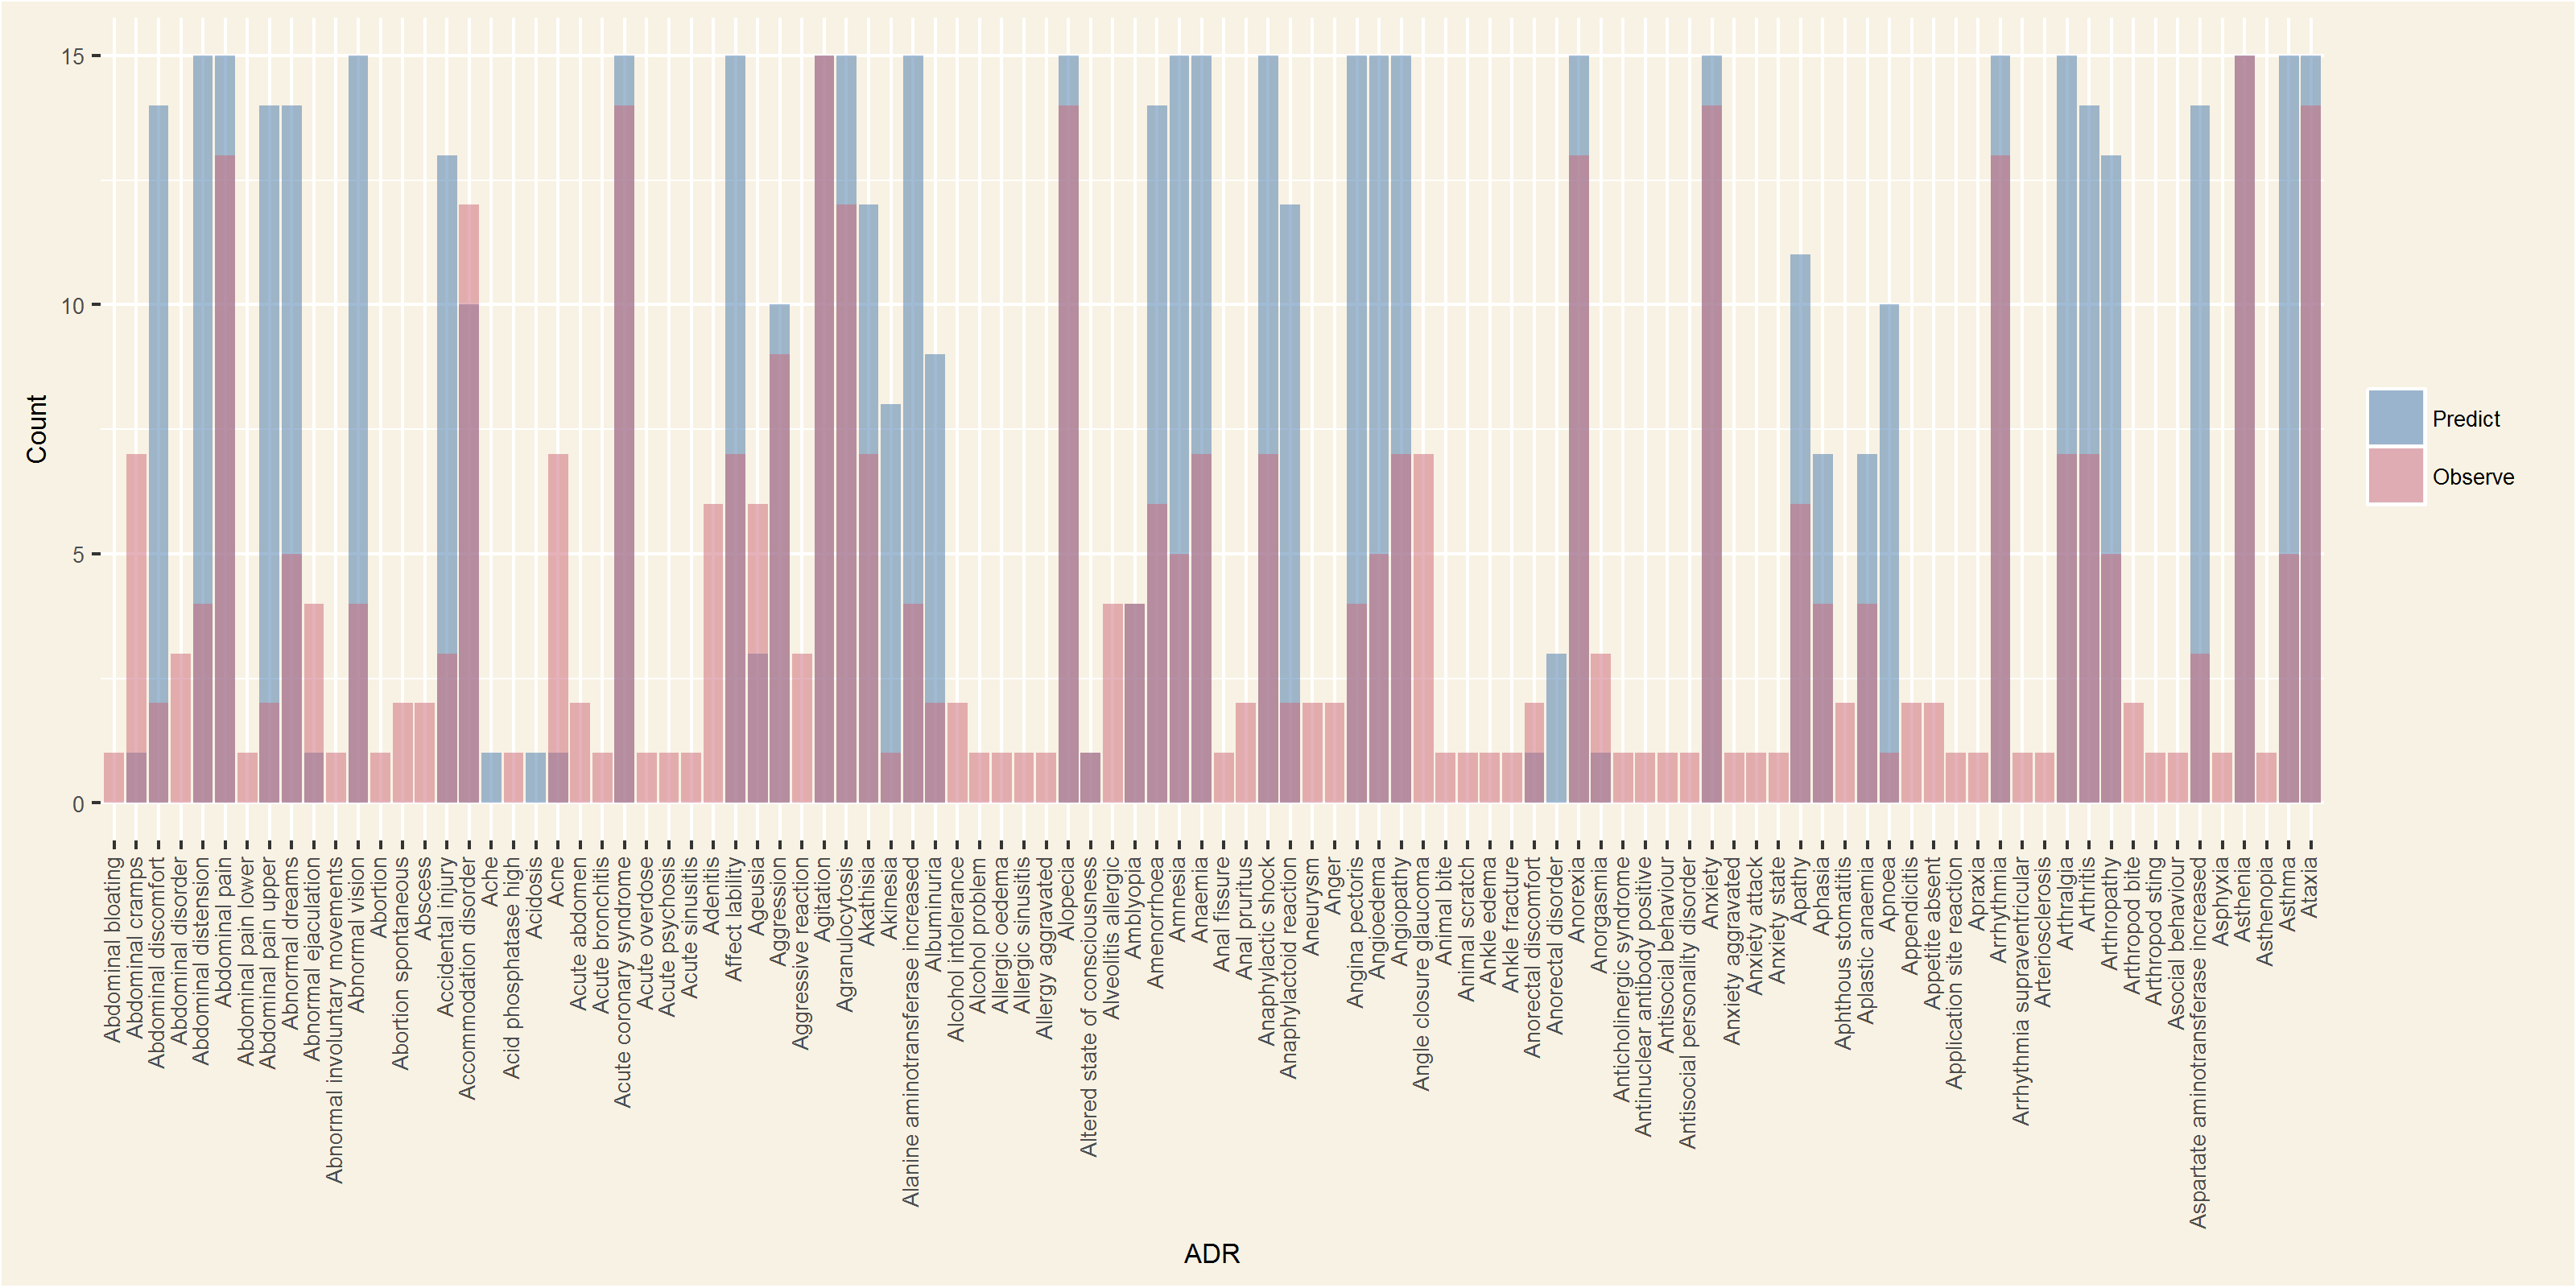 15
10
5
0
Count
Abdominal bloating
Abdominal cramps
Abdominal discomfort
Abdominal disorder
Abdominal distension
Abdominal pain
Abdominal pain lower
Abdominal pain upper
Abnormal dreams
Abnormal ejaculation
Abnormal involuntary movements
Abnormal vision
Abortion
Abortion spontaneous
Abscess
Accidental injury
Accommodation disorder
Ache
Acid phosphatase high
Acidosis
Acne
Acute abdomen
Acute bronchitis
Acute coronary syndrome
Acute overdose
Acute psychosis
Acute sinusitis
Adenitis
Affect lability
Ageusia
Aggression
Aggressive reaction
Agitation
Agranulocytosis
Akathisia
Akinesia
Alanine aminotransferase increased
Albuminuria
Alcohol intolerance
Alcohol problem
Allergic oedema
Allergic sinusitis
Allergy aggravated
Alopecia
Altered state of consciousness
Alveolitis allergic
Amblyopia
Amenorrhoea
Amnesia
Anaemia
Anal fissure
Anal pruritus
Anaphylactic shock
Anaphylactoid reaction
Aneurysm
Anger
Angina pectoris
Angioedema
Angiopathy
Angle closure glaucoma
Animal bite
Animal scratch
Ankle edema
Ankle fracture
Anorectal discomfort
Anorectal disorder
Anorexia
Anorgasmia
Anticholinergic syndrome
Antinuclear antibody positive
Antisocial behaviour
Antisocial personality disorder
Anxiety
Anxiety aggravated
Anxiety attack
Anxiety state
Apathy
Aphasia
Aphthous stomatitis
Aplastic anaemia
Apnoea
Appendicitis
Appetite absent
Application site reaction
Apraxia
Arrhythmia
Arrhythmia supraventricular
Arteriosclerosis
Arthralgia
Arthritis
Arthropathy
Arthropod bite
Arthropod sting
Asocial behaviour
Aspartate aminotransferase increased
Asphyxia
Asthenia
Asthenopia
Asthma
Ataxia
ADR
Predict
Observe